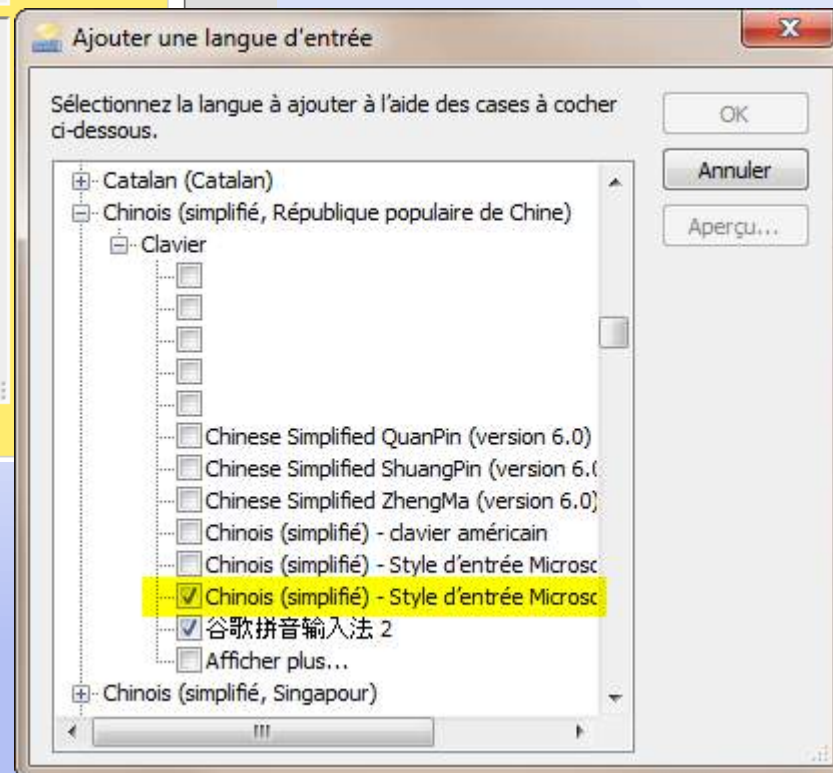 Ajouter une langue d'entrée
Sélectionnez la langue à ajouter à l'aide des cases à cocher
ci-dessous.
OK
Annuler
Aperçu...
Catalan (Catalan)
Chinois (simplifié, République populaire de Chine)
Clavier
Chinese Simplified QuanPin (version 6.0)
Chinese Simplified ShuangPin (version 6.0
Chinese Simplified ZhengMa (version 6.0)
Chinois (simplifié) - clavier américain
Chinois (simplifié) - Style d'entrée Microsc
Chinois (simplifié) - Style d'entrée Microsc
谷歌拼音输入法 2
Afficher plus...
Chinois (simplifié, Singapour)